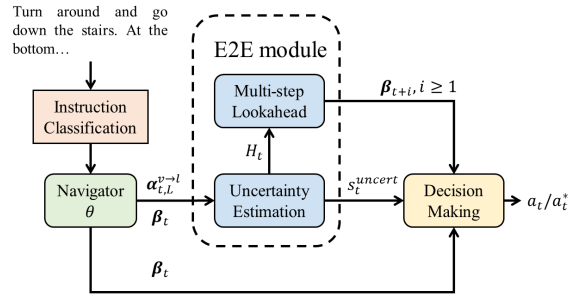 Turn around and go
down the stairs. At the
bottom…
E2E module
Multi-step
Lookahead
β_{t+i}, i ≥ 1
Instruction
Classification
H_t
Navigator
θ
α_{t,L}^{v→l}
β_t
Uncertainty
Estimation
s_t^{uncert}
Decision
Making
a_t/a_t^*
β_t